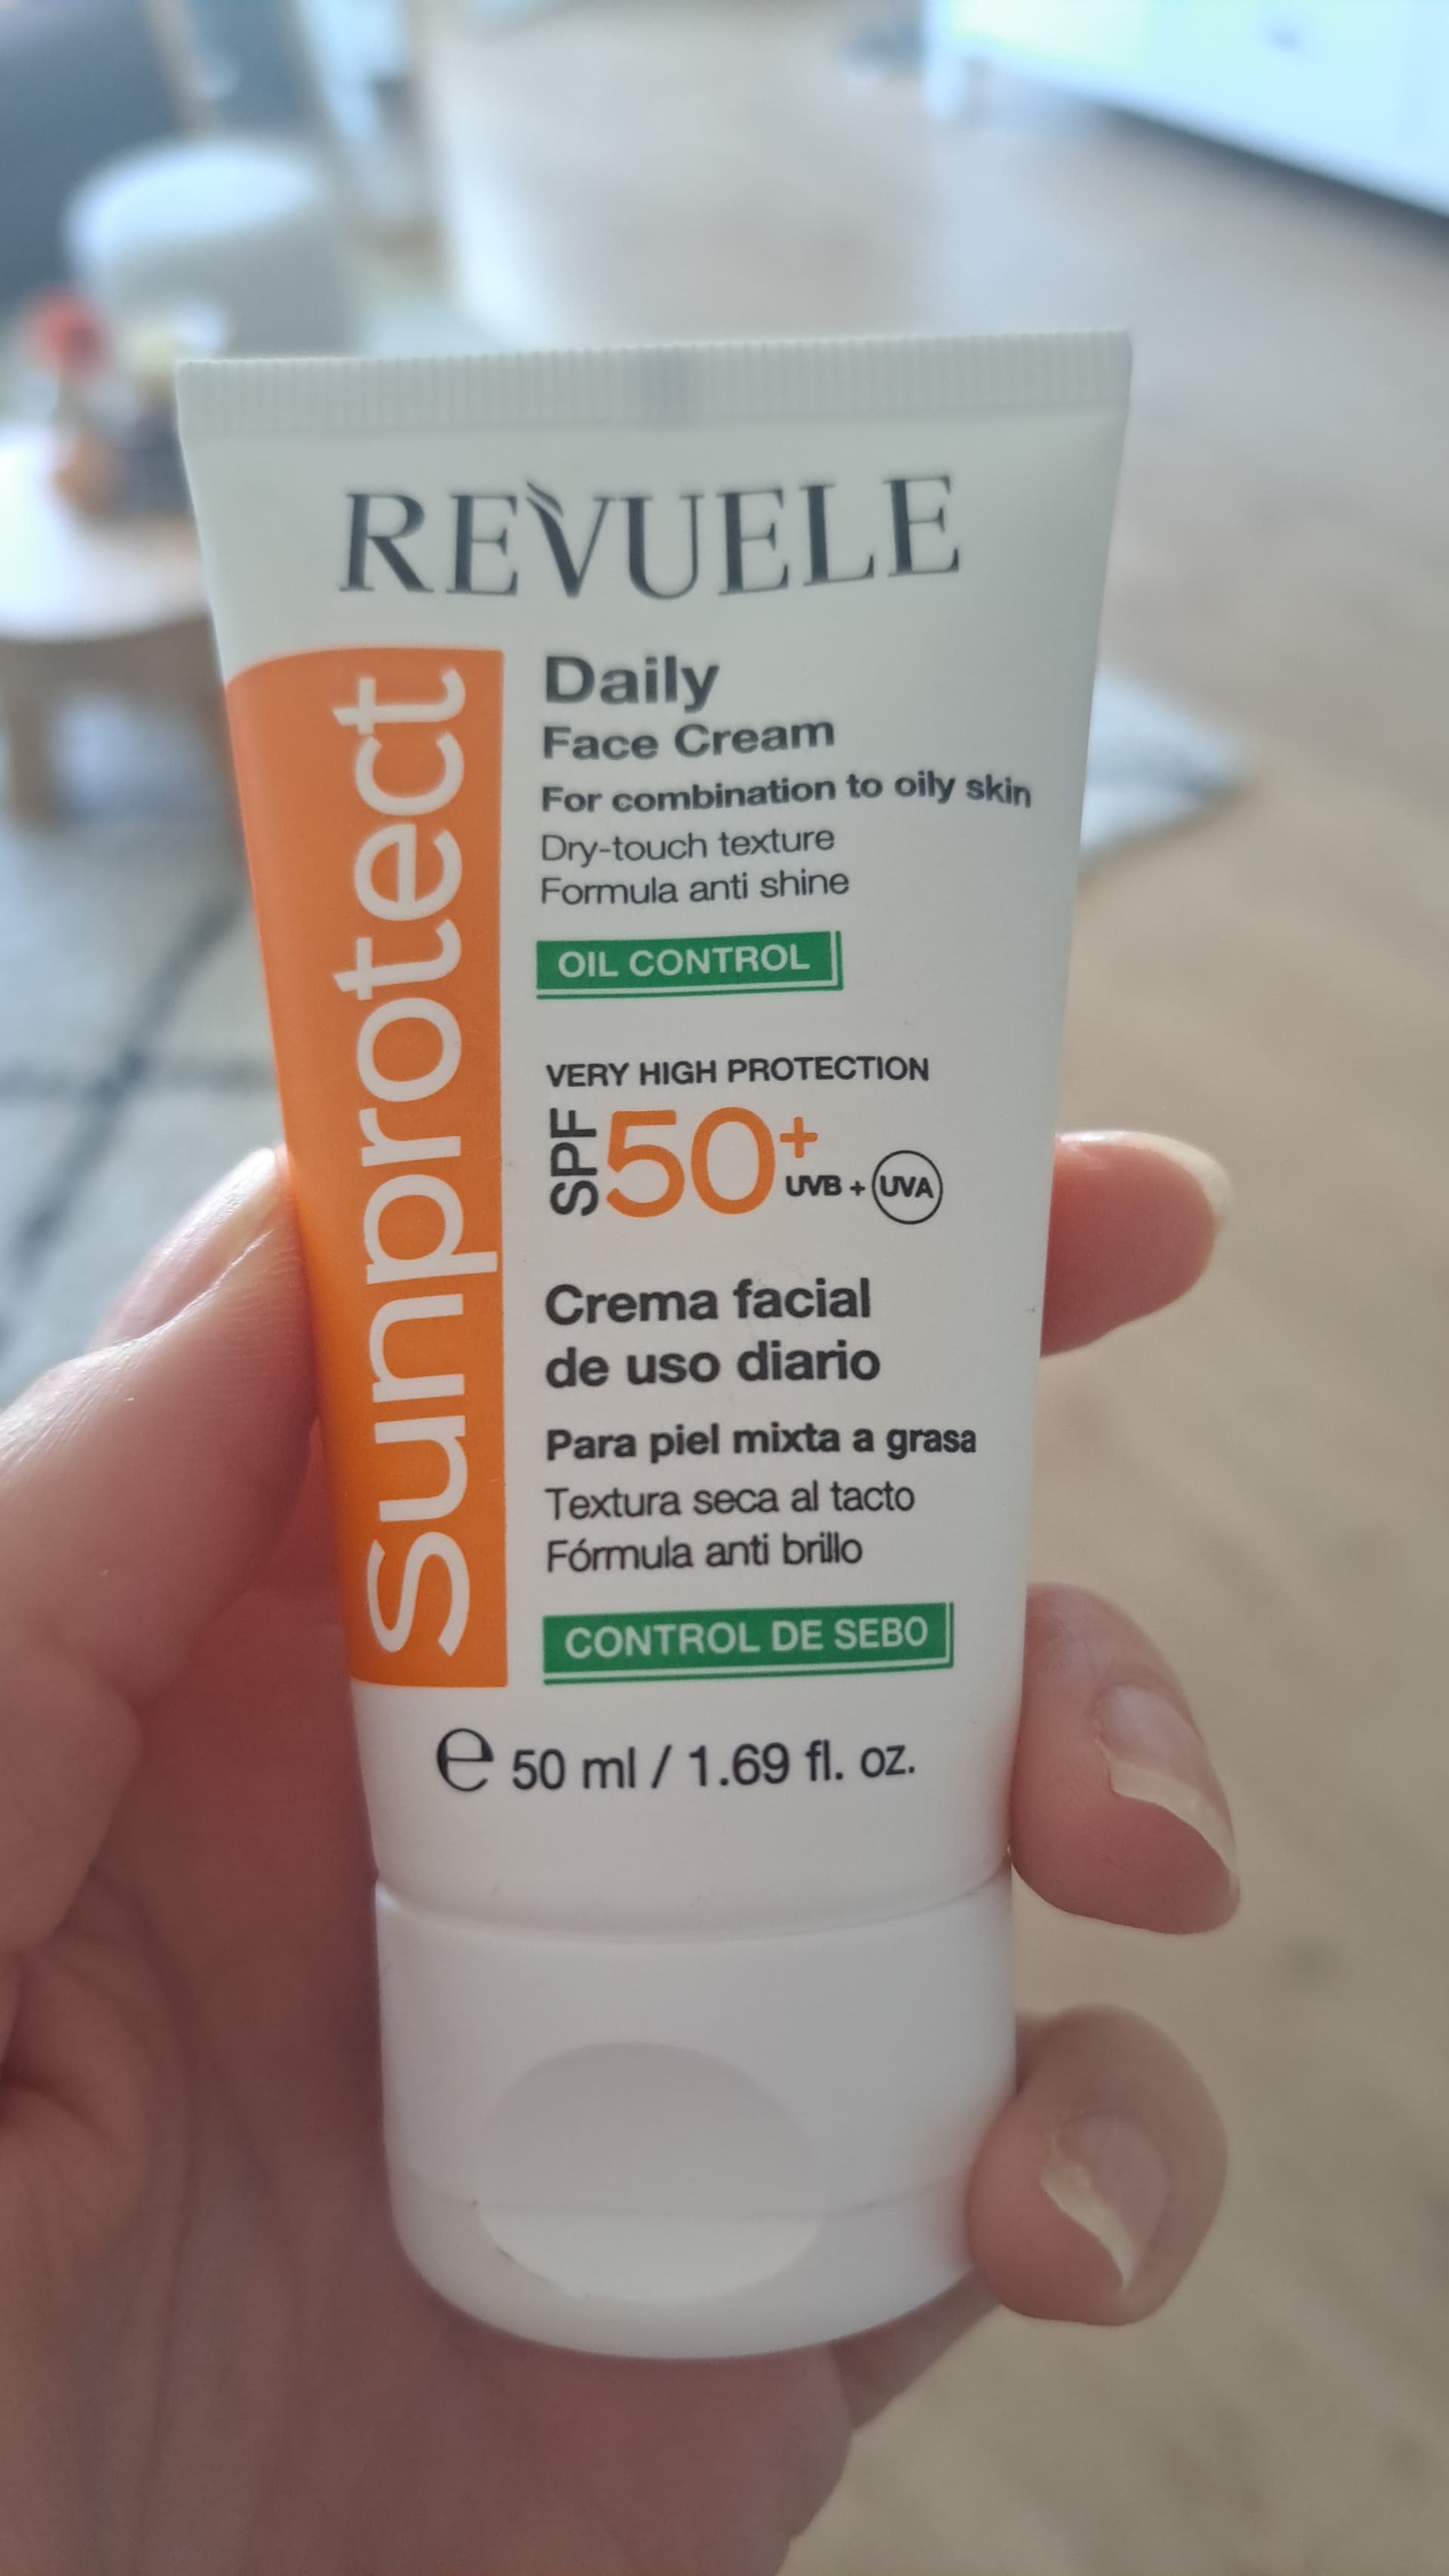 REVUELE
Sunprotect
Daily
Face Cream
For combination to oily skin
Dry-touch texture
Formula anti shine
OIL CONTROL
VERY HIGH PROTECTION
SPF 50+ UVB + UVA
Crema facial
de uso diario
Para piel mixta a grasa
Textura seca al tacto
Fórmula anti brillo
CONTROL DE SEBO
℮ 50 ml / 1.69 fl. oz.